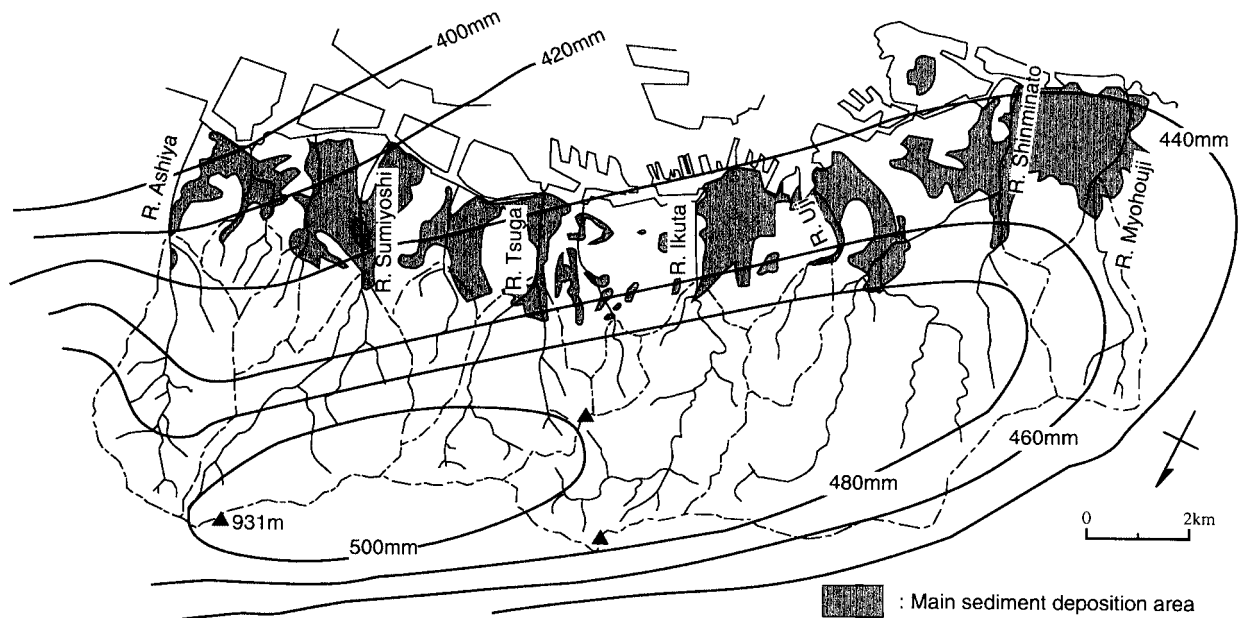 400mm
420mm
R. Ashiya
R. Sumiyoshi
R. Tsuga
R. Ikuta
R. Uji
R. Shinminato
R. Myohouji
440mm
460mm
480mm
931m
500mm
0 2km
: Main sediment deposition area